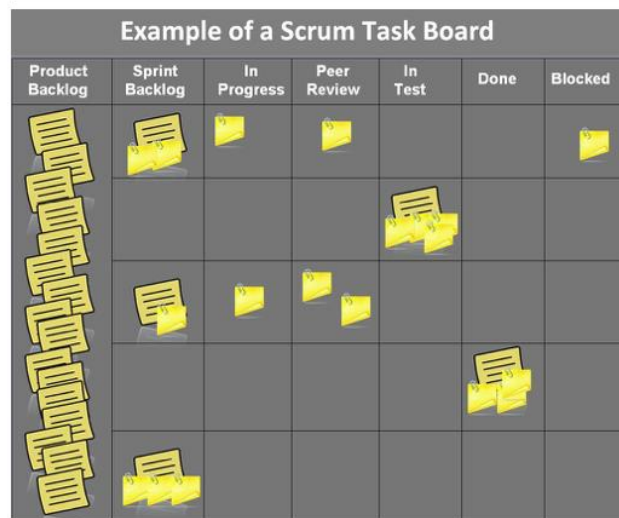 Example of a Scrum Task Board
Product Backlog
Sprint Backlog
In Progress
Peer Review
In Test
Done
Blocked